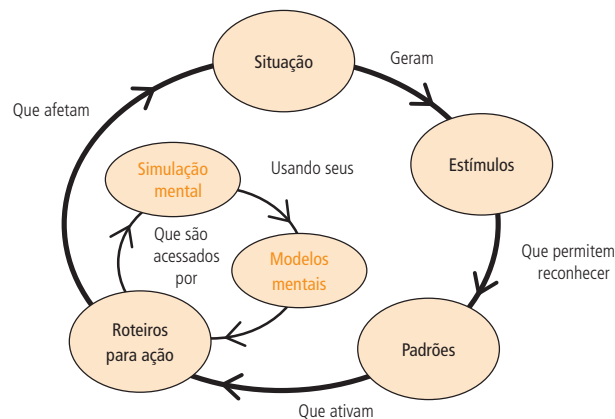 Situação
Geram
Que afetam
Estímulos
Simulação
mental
Usando seus
Que são
acessados
por
Modelos
mentais
Que permitem
reconhecer
Roteiros
para ação
Padrões
Que ativam